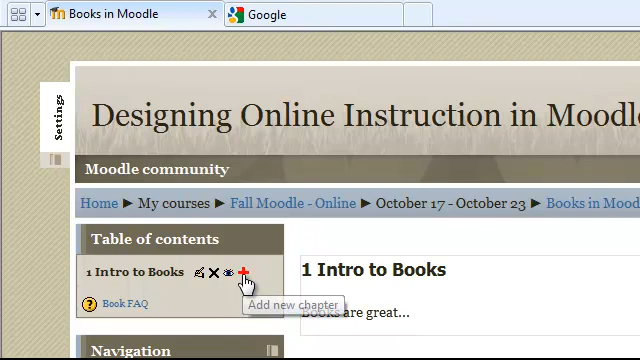 Books in Moodle
Google
Settings
Designing Online Instruction in Moodle
Moodle community
Home ► My courses ► Fall Moodle - Online ► October 17 - October 23 ► Books in Mood
Table of contents
1 Intro to Books
Add new chapter
Book FAQ
Navigation
1 Intro to Books
Books are great...